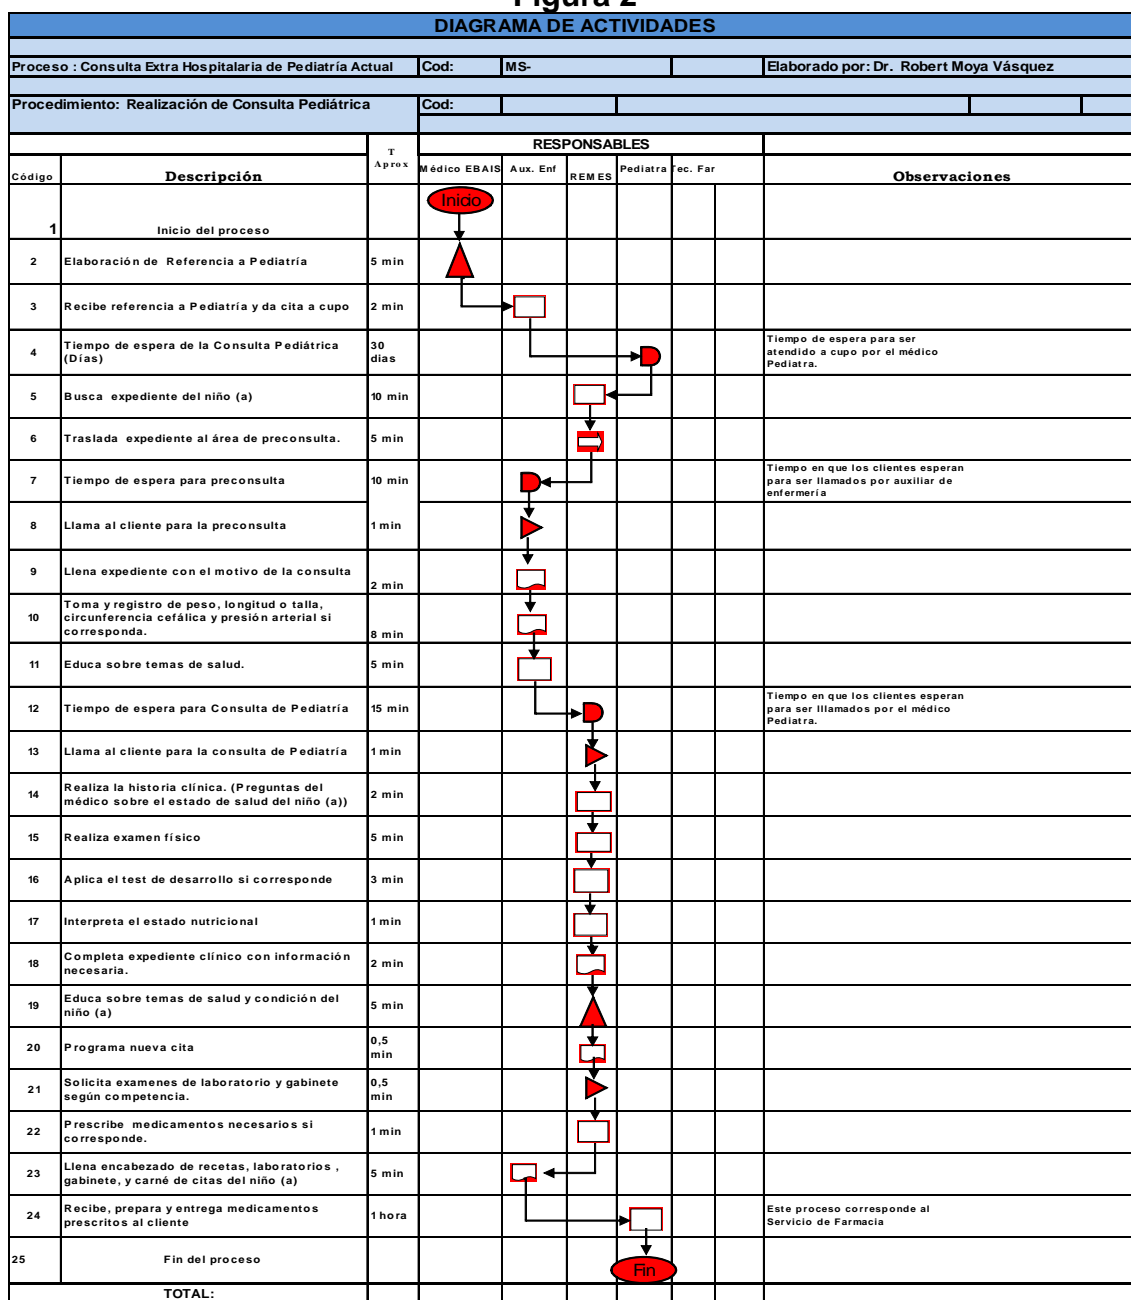 Figura 2
DIAGRAMA DE ACTIVIDADES
Proceso : Consulta Extra Hospitalaria de Pediatría Actual Cod: MS- Elaborado por: Dr. Robert Moya Vásquez
Procedimiento: Realización de Consulta Pediátrica Cod:
RESPONSABLES
Código Descripción T Aprox Médico EBAIS Aux. Enf REMES Pediatra Tec. Far Observaciones
Inicio
1 Inicio del proceso
2 Elaboración de Referencia a Pediatría 5 min
3 Recibe referencia a Pediatría y da cita a cupo 2 min
4 Tiempo de espera de la Consulta Pediátrica
(Días)
30
dias
Tiempo de espera para ser
atendido a cupo por el médico
Pediatra.
5 Busca expediente del niño (a) 10 min
6 Traslada expediente al área de preconsulta. 5 min
7 Tiempo de espera para preconsulta 10 min
Tiempo en que los clientes esperan
para ser llamados por auxiliar de
enfermería
8 Llama al cliente para la preconsulta 1 min
9 Llena expediente con el motivo de la consulta 2 min
10 Toma y registro de peso, longitud o talla,
circunferencia cefálica y presión arterial si
corresponda.
8 min
11 Educa sobre temas de salud. 5 min
12 Tiempo de espera para Consulta de Pediatría 15 min
Tiempo en que los clientes esperan
para ser lllamados por el médico
Pediatra.
13 Llama al cliente para la consulta de Pediatría 1 min
14 Realiza la historia clínica. (Preguntas del
médico sobre el estado de salud del niño (a))
2 min
15 Realiza examen físico 5 min
16 Aplica el test de desarrollo si corresponde 3 min
17 Interpreta el estado nutricional 1 min
18 Completa expediente clínico con información
necesaria.
2 min
19 Educa sobre temas de salud y condición del
niño (a)
5 min
20 Programa nueva cita 0,5
min
21 Solicita examenes de laboratorio y gabinete
según competencia.
0,5
min
22 Prescribe medicamentos necesarios si
corresponde.
1 min
23 Llena encabezado de recetas, laboratorios ,
gabinete, y carné de citas del niño (a)
5 min
24 Recibe, prepara y entrega medicamentos
prescritos al cliente
1 hora
Este proceso corresponde al
Servicio de Farmacia
25 Fin del proceso
Fin
TOTAL: